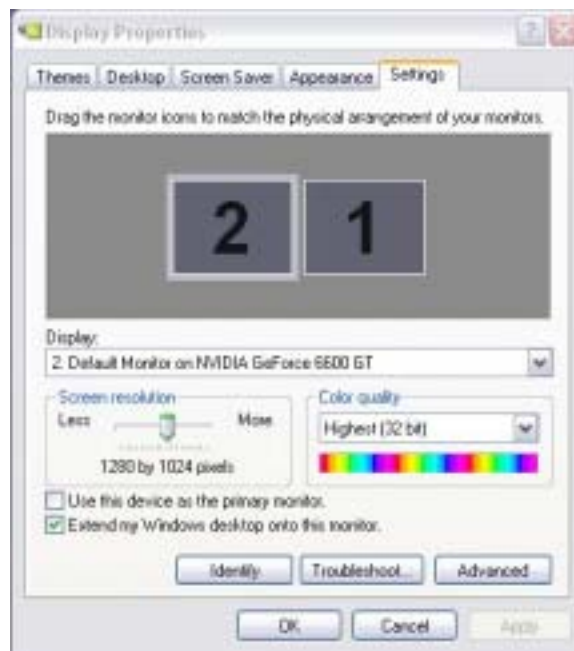 Display Properties
Themes Desktop Screen Saver Appearance Settings
Drag the monitor icons to match the physical arrangement of your monitors.
2 1
Display:
2. Default Monitor on NVIDIA GeForce 6600 GT
Screen resolution Color quality
Less More Highest (32 bit)
1280 by 1024 pixels
Use this device as the primary monitor.
Extend my Windows desktop onto this monitor.
Identify Troubleshoot... Advanced
OK Cancel Apply